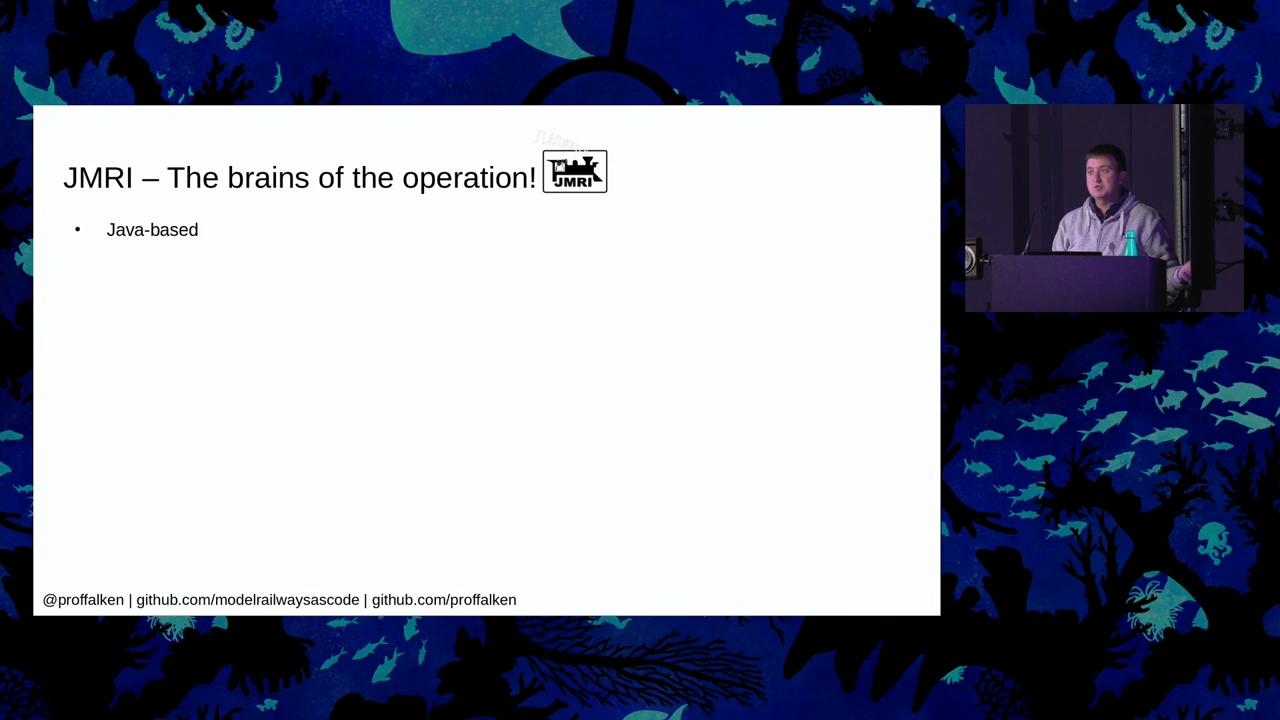 JMRI – The brains of the operation!
JMRI
• Java-based
@proffalken | github.com/modelrailwaysascode | github.com/proffalken